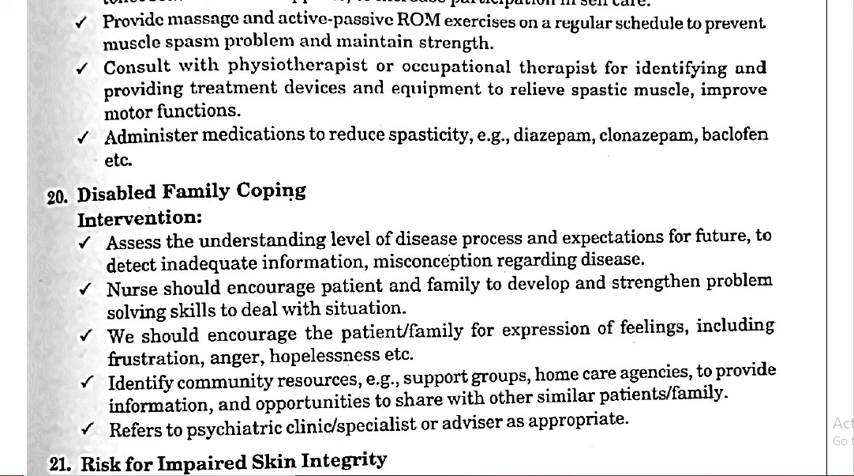 participation in self care.
✓ Provide massage and active-passive ROM exercises on a regular schedule to prevent
muscle spasm problem and maintain strength.
✓ Consult with physiotherapist or occupational therapist for identifying and
providing treatment devices and equipment to relieve spastic muscle, improve
motor functions.
✓ Administer medications to reduce spasticity, e.g., diazepam, clonazepam, baclofen
etc.
20. Disabled Family Coping
Intervention:
✓ Assess the understanding level of disease process and expectations for future, to
detect inadequate information, misconception regarding disease.
✓ Nurse should encourage patient and family to develop and strengthen problem
solving skills to deal with situation.
✓ We should encourage the patient/family for expression of feelings, including
frustration, anger, hopelessness etc.
✓ Identify community resources, e.g., support groups, home care agencies, to provide
information, and opportunities to share with other similar patients/family.
✓ Refers to psychiatric clinic/specialist or adviser as appropriate.
21. Risk for Impaired Skin Integrity
Act
Go t